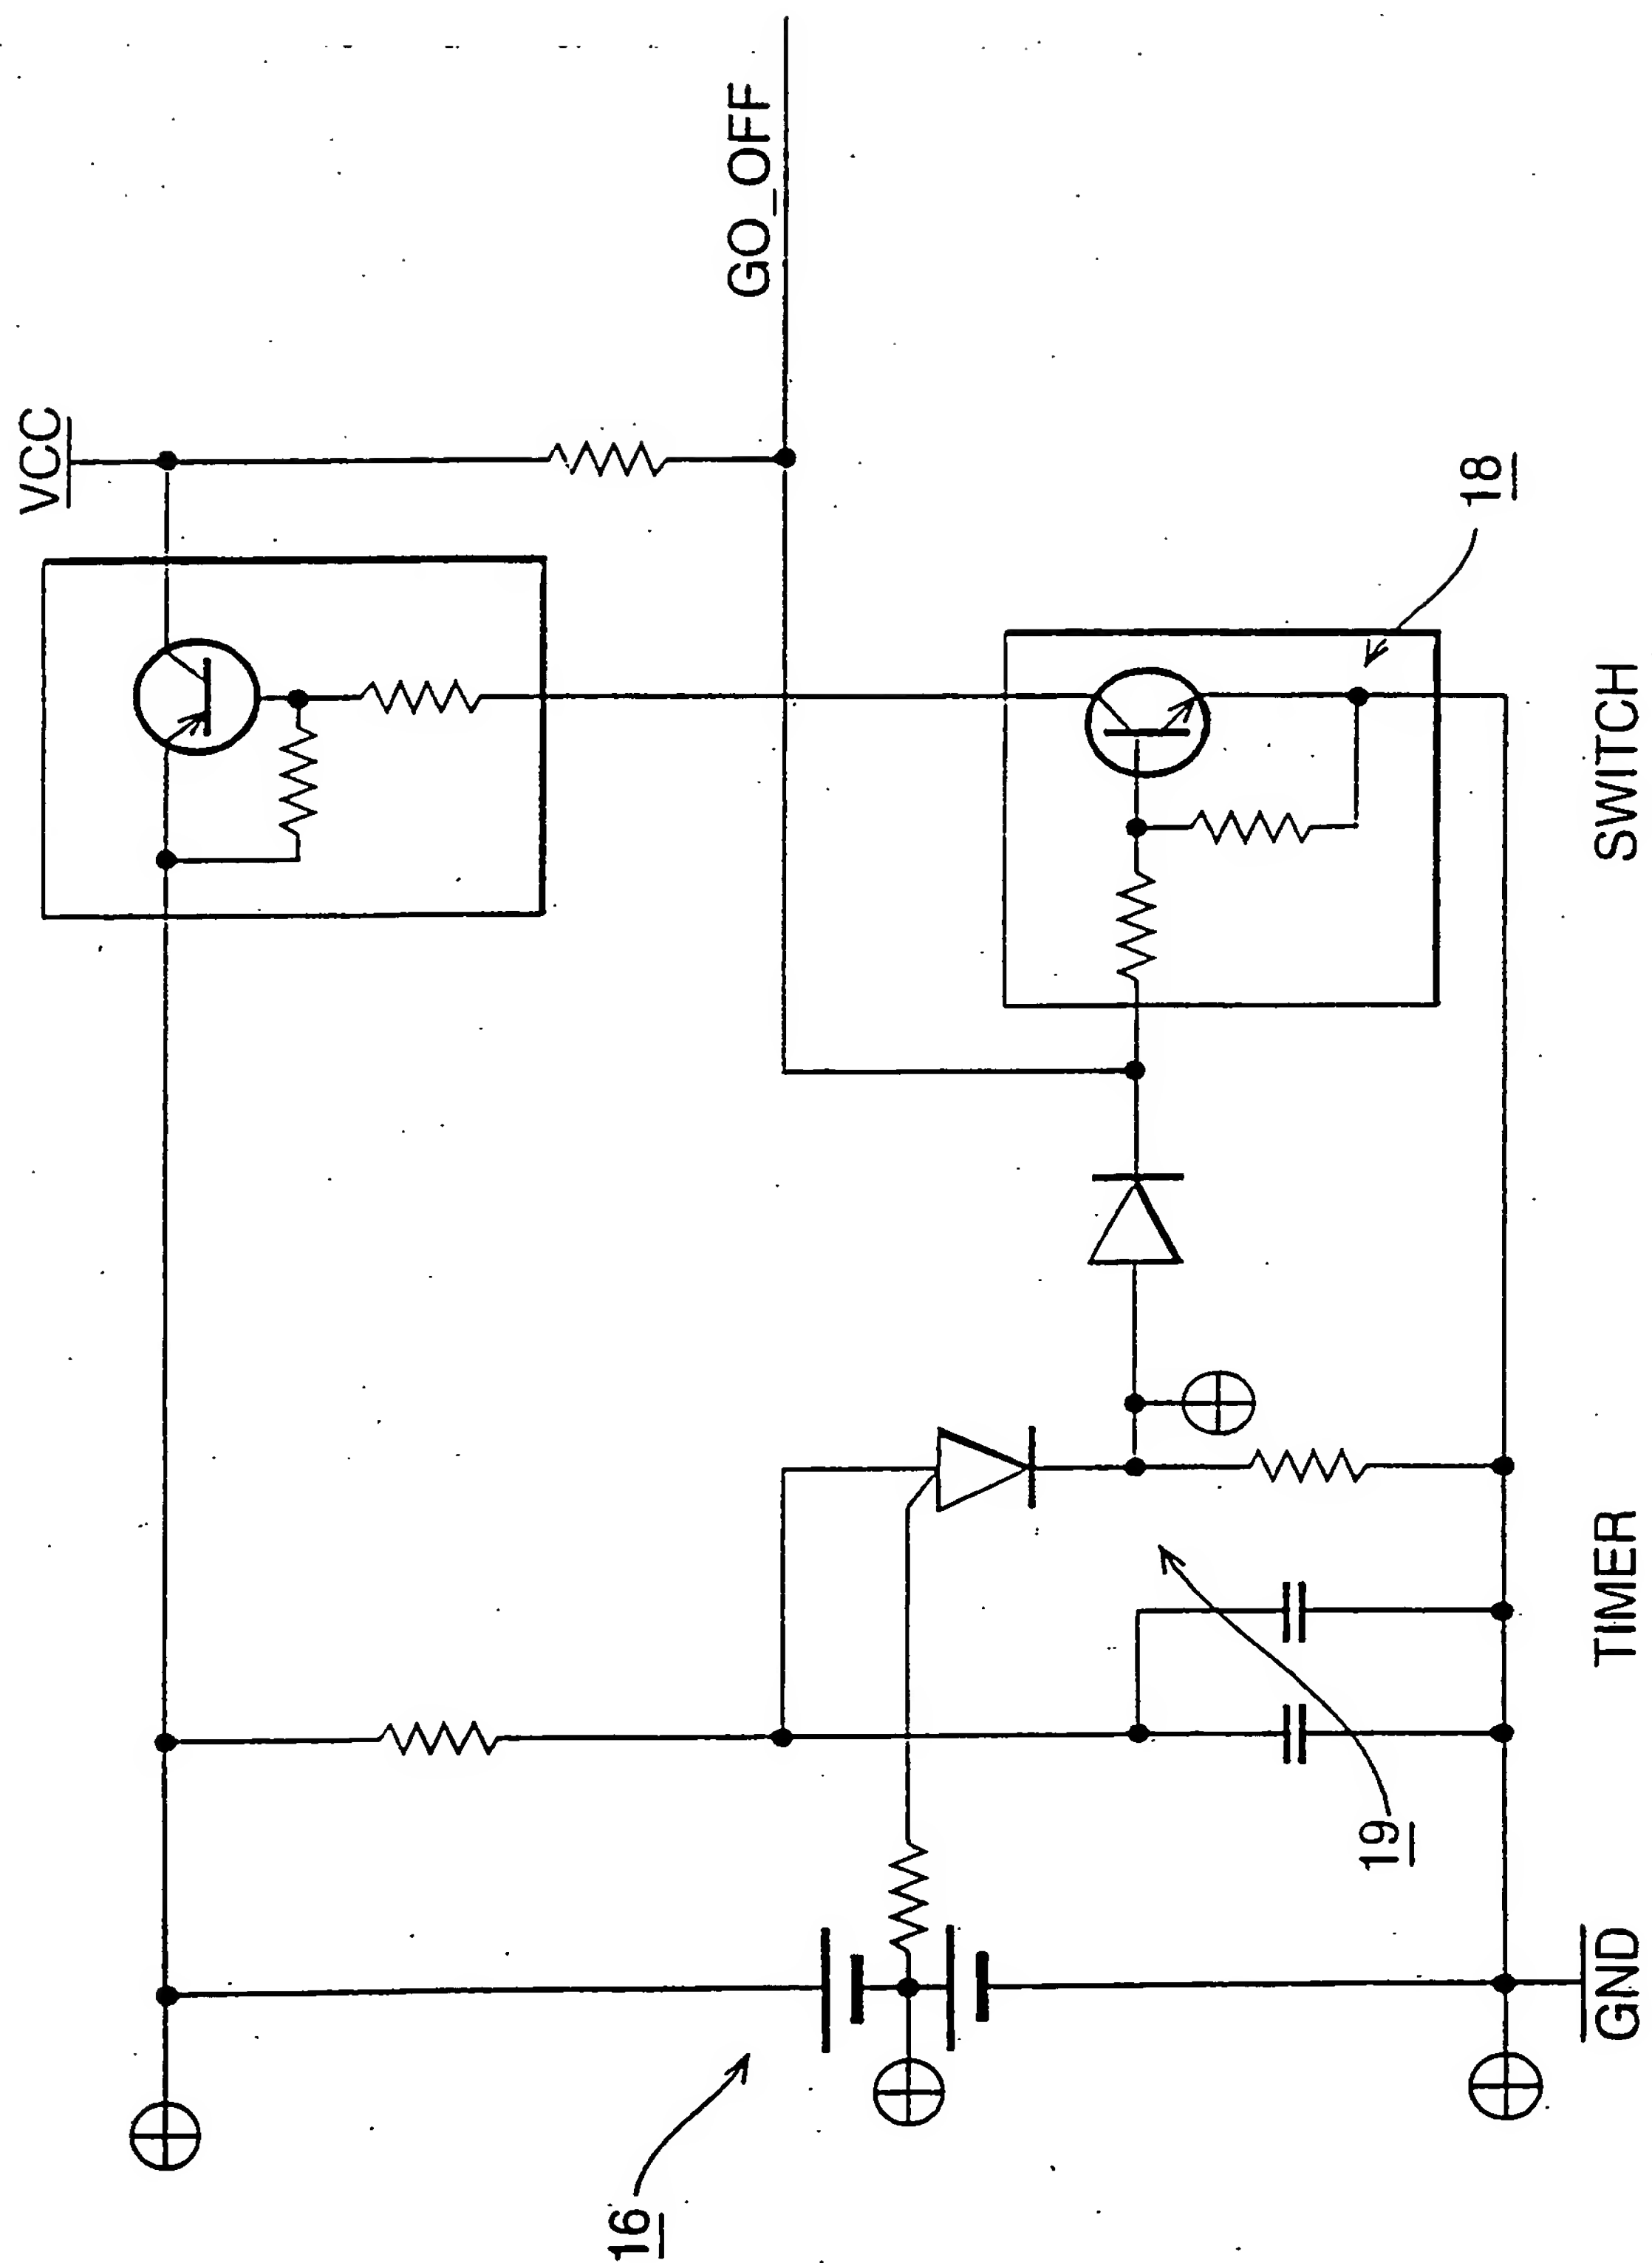 VCC
GO_OFF
18
19
16
GND
TIMER
SWITCH